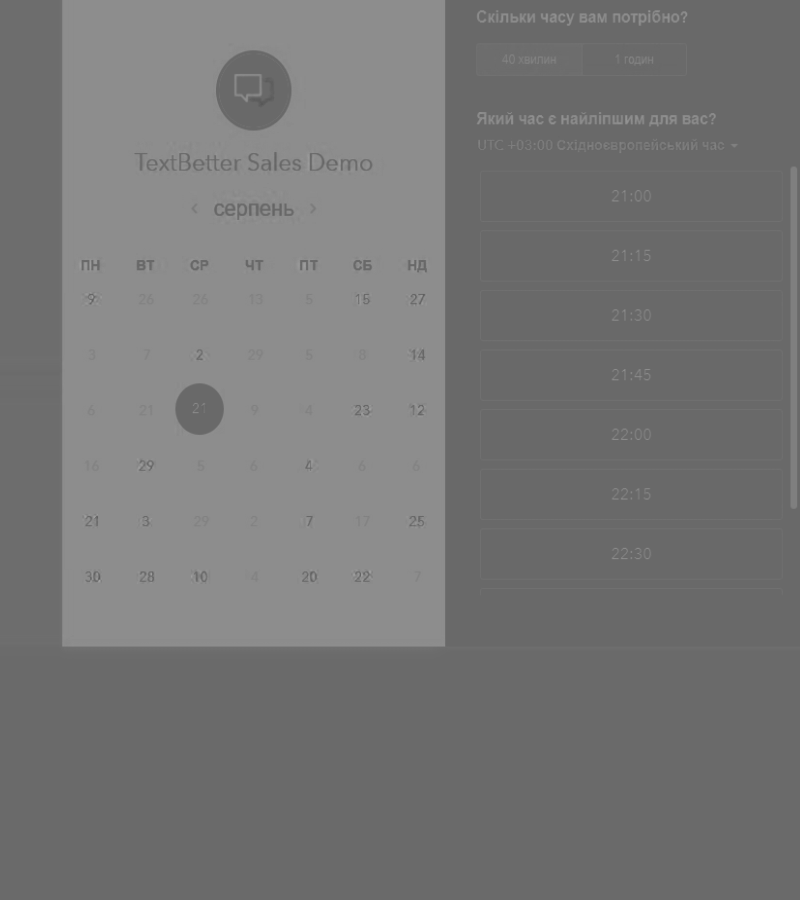 TextBetter Sales Demo
серпень
ПН ВТ СР ЧТ ПТ СБ НД
9 26 26 13 5 15 27
3 7 2 29 5 8 14
6 21 21 9 4 23 12
16 29 5 6 4 6 6
21 3 29 2 7 17 25
30 28 10 4 20 22 7
Скільки часу вам потрібно?
40 хвилин 1 годин
Який час є найліпшим для вас?
UTC +03:00 Східноєвропейський час
21:00
21:15
21:30
21:45
22:00
22:15
22:30